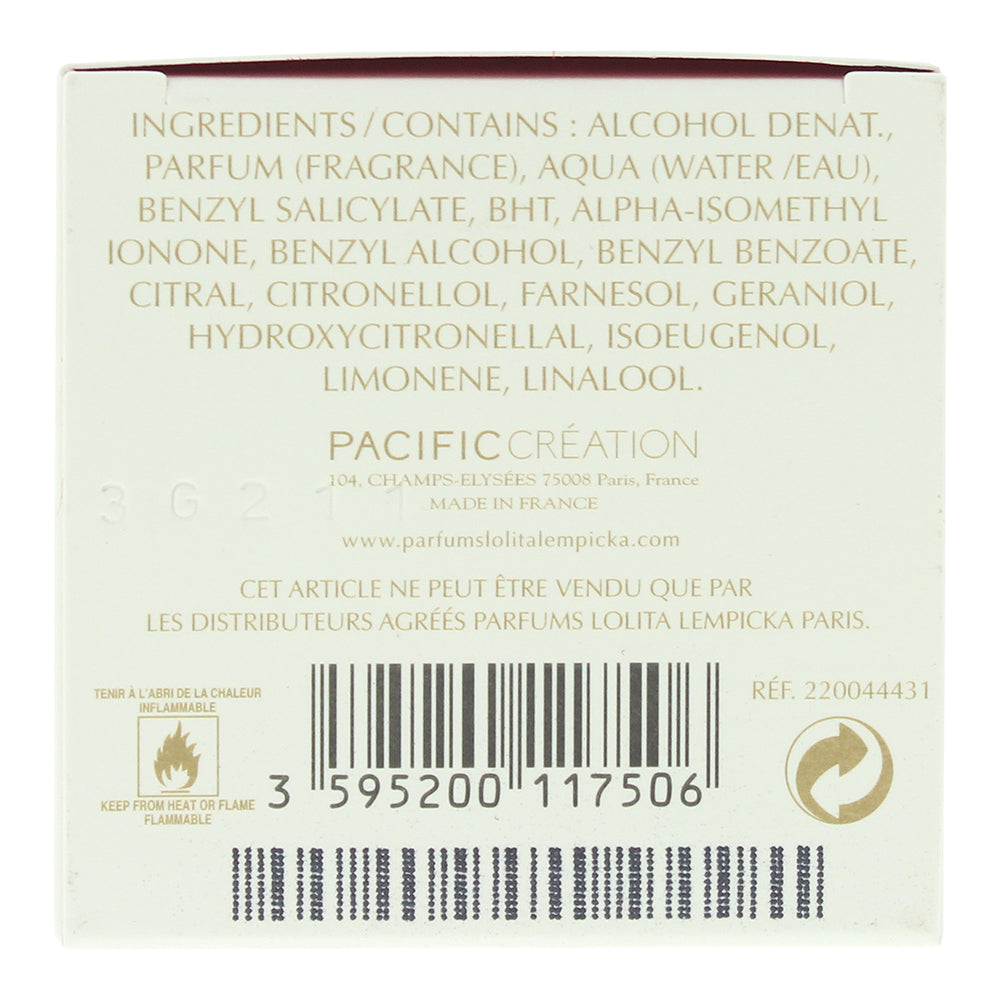 INGREDIENTS / CONTAINS : ALCOHOL DENAT.,
PARFUM (FRAGRANCE), AQUA (WATER /EAU),
BENZYL SALICYLATE, BHT, ALPHA-ISOMETHYL
IONONE, BENZYL ALCOHOL, BENZYL BENZOATE,
CITRAL, CITRONELLOL, FARNESOL, GERANIOL,
HYDROXYCITRONELLAL, ISOEUGENOL,
LIMONENE, LINALOOL.
PACIFIC CRÉATION
104, CHAMPS-ELYSÉES 75008 Paris, France
3G211
MADE IN FRANCE
www.parfumslolitalempicka.com
CET ARTICLE NE PEUT ÊTRE VENDU QUE PAR
LES DISTRIBUTEURS AGRÉÉS PARFUMS LOLITA LEMPICKA PARIS.
TENIR À L'ABRI DE LA CHALEUR
INFLAMMABLE
KEEP FROM HEAT OR FLAME
FLAMMABLE
3 595200 117506
RÉF. 220044431